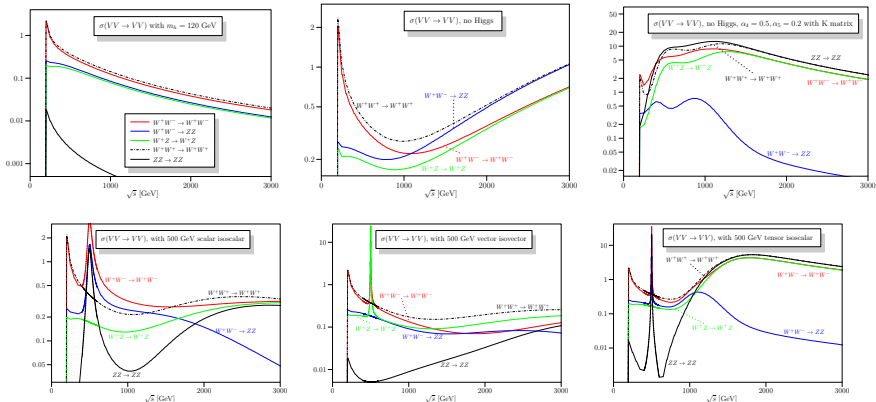 σ(VV → VV) with m_h = 120 GeV
1
0.1
0.01
0.001
W⁺W⁻ → W⁺W⁻
W⁺W⁻ → ZZ
W⁺Z → W⁺Z
W⁺W⁺ → W⁺W⁺
ZZ → ZZ
0
1000
2000
3000
√s [GeV]
σ(VV → VV), no Higgs
2
1
0.5
0.2
W⁺W⁻ → ZZ
W⁺W⁺ → W⁺W⁺
W⁺W⁻ → W⁺W⁻
W⁺Z → W⁺Z
0
1000
2000
3000
√s [GeV]
σ(VV → VV), no Higgs, α₄ = 0.5, α₅ = 0.2 with K matrix
20
10
5
1
0.5
0.1
0.05
0.02
ZZ → ZZ
W⁺Z → W⁺Z
W⁺W⁻ → W⁺W
W⁺W⁺ → W⁺W⁺
W⁺W⁻ → ZZ
0
1000
2000
3000
√s [GeV]
σ(VV → VV), with 500 GeV scalar isoscalar
2
1
0.5
0.2
0.1
0.05
W⁺W⁻ → W⁺W⁻
W⁺W⁺ → W⁺W⁺
W⁺Z → W⁺Z
W⁺W⁻ → ZZ
ZZ → ZZ
0
1000
2000
3000
√s [GeV]
σ(VV → VV), with 500 GeV vector isovector
10
1
0.1
0.01
W⁺W⁻ → W⁺W⁻
W⁺W⁺ → W⁺W⁺
W⁺Z → W⁺Z
ZZ → ZZ
0
1000
2000
3000
√s [GeV]
σ(VV → VV), with 500 GeV tensor isoscalar
10
1
0.1
0.01
W⁺W⁺ → W⁺W⁺
W⁺W⁻ → W⁺W⁻
W⁺Z → W⁺Z
W⁺W⁻ → ZZ
ZZ → ZZ
0
1000
2000
3000
√s [GeV]